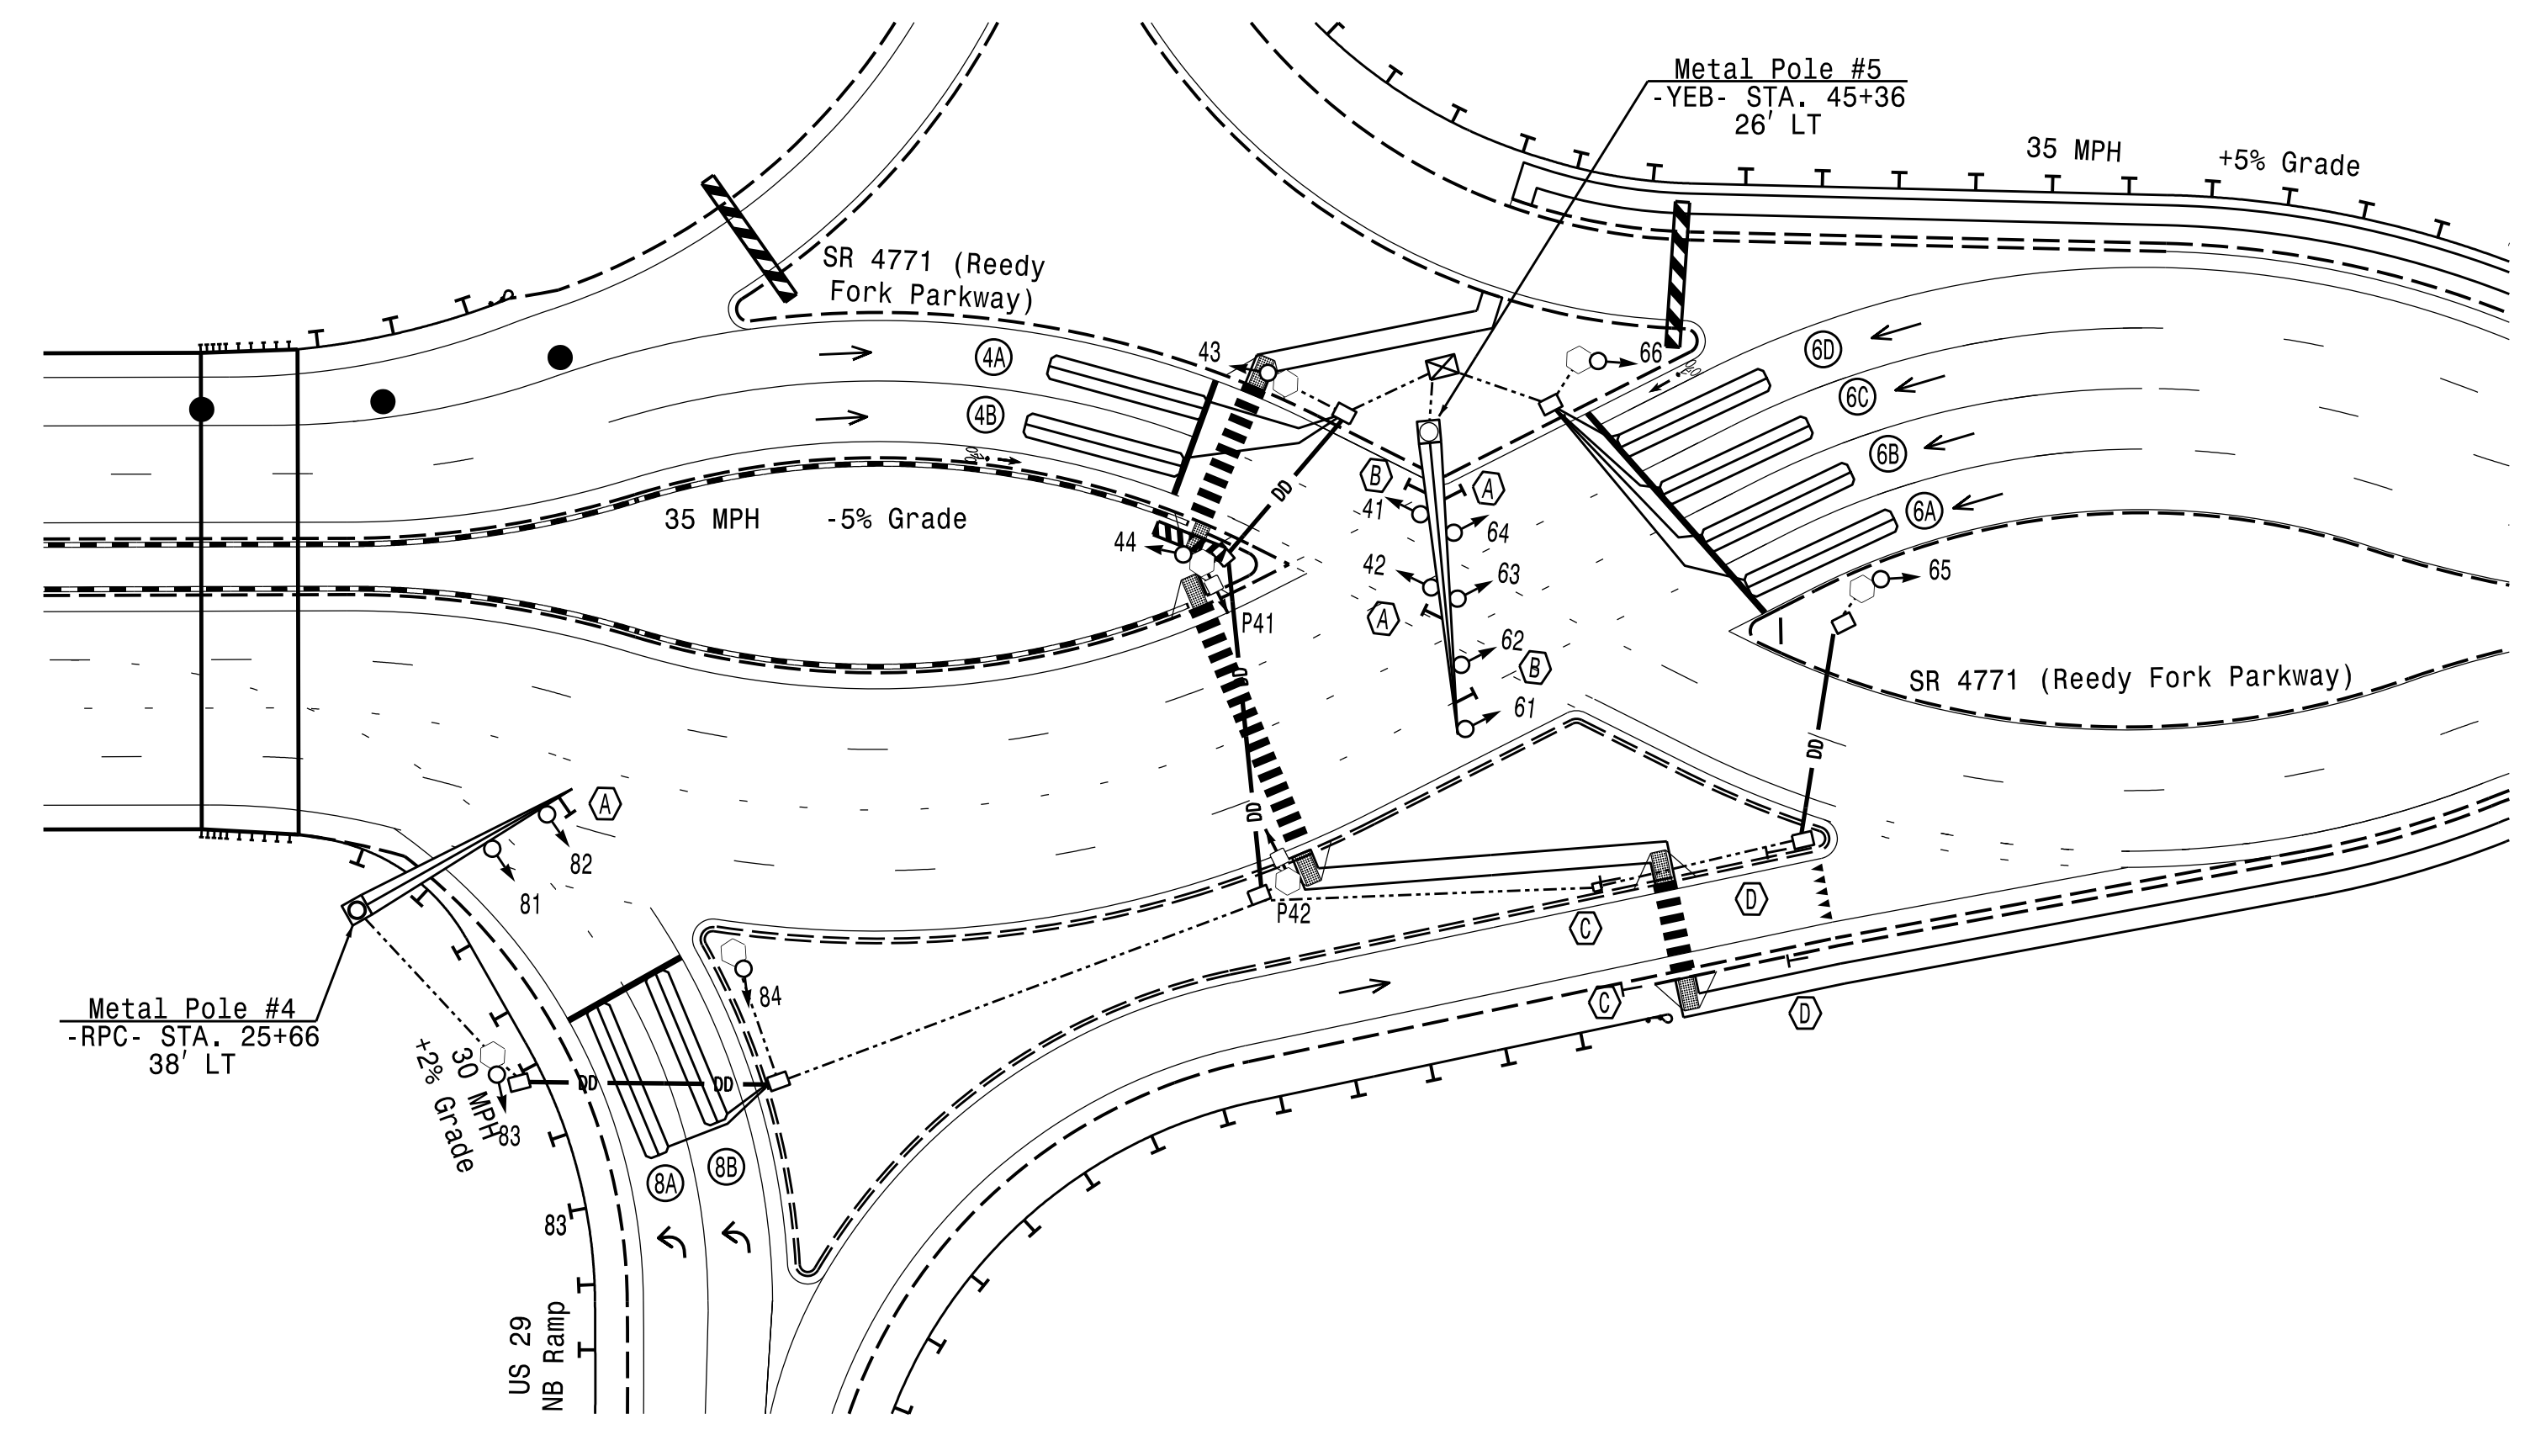 Metal Pole #5
-YEB- STA. 45+36
26' LT
35 MPH
+5% Grade
SR 4771 (Reedy
Fork Parkway)
43
66
6D
4A
6C
4B
6B
DD
B
A
41
64
6A
35 MPH
-5% Grade
44
42
63
65
A
P41
62
B
DD
SR 4771 (Reedy Fork Parkway)
61
DD
A
DD
82
81
D
P42
C
84
Metal Pole #4
-RPC- STA. 25+66
38' LT
C
D
30 MPH
+2% Grade
DD
DD
83
8B
8A
83
US 29
NB Ramp